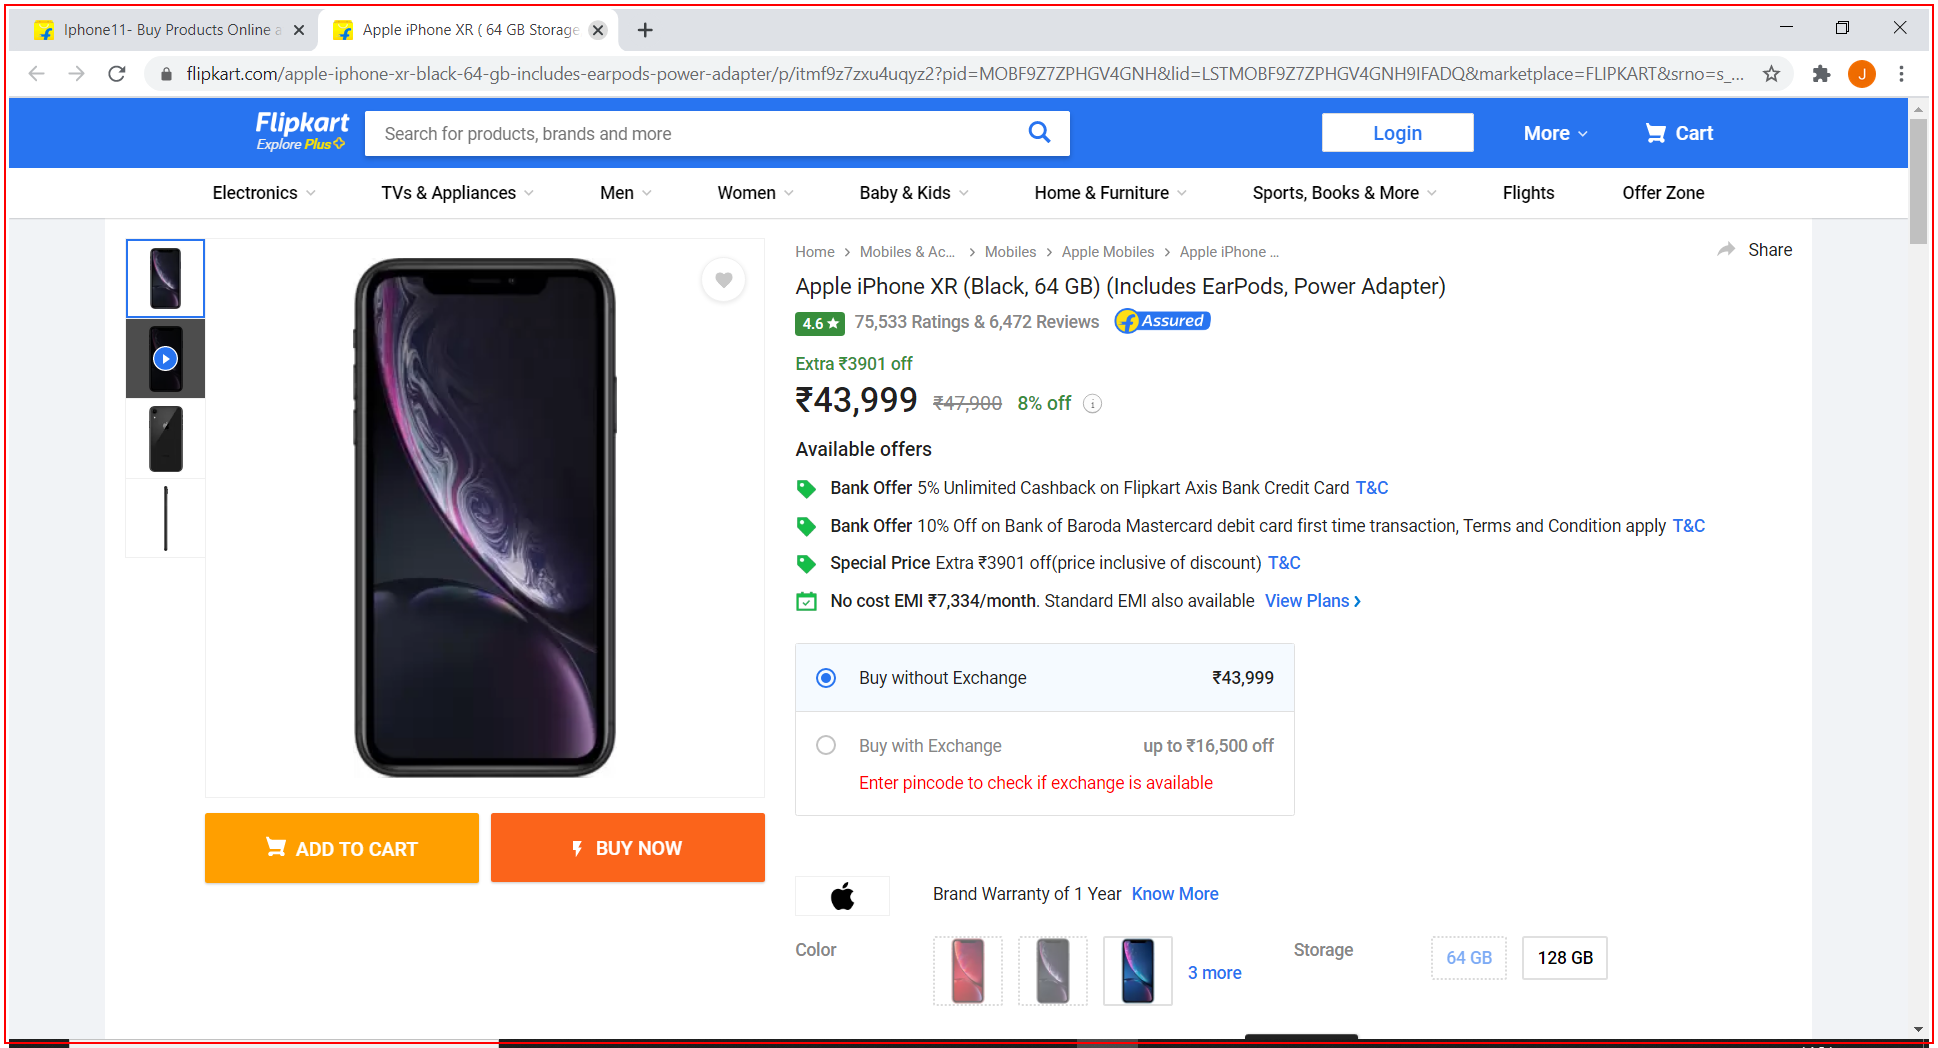 Iphone11- Buy Products Online a
Apple iPhone XR ( 64 GB Storage
flipkart.com/apple-iphone-xr-black-64-gb-includes-earpods-power-adapter/p/itmf9z7zxu4uqyz2?pid=MOBF9Z7ZPHGV4GNH&lid=LSTMOBF9Z7ZPHGV4GNH9IFADQ&marketplace=FLIPKART&srno=s_...
J
Flipkart
Explore Plus
Search for products, brands and more
Login
More
Cart
Electronics
TVs & Appliances
Men
Women
Baby & Kids
Home & Furniture
Sports, Books & More
Flights
Offer Zone
Home > Mobiles & Ac... > Mobiles > Apple Mobiles > Apple iPhone ...
Share
Apple iPhone XR (Black, 64 GB) (Includes EarPods, Power Adapter)
4.6★ 75,533 Ratings & 6,472 Reviews Assured
Extra ₹3901 off
₹43,999 ₹47,900 8% off
Available offers
Bank Offer 5% Unlimited Cashback on Flipkart Axis Bank Credit Card T&C
Bank Offer 10% Off on Bank of Baroda Mastercard debit card first time transaction, Terms and Condition apply T&C
Special Price Extra ₹3901 off(price inclusive of discount) T&C
No cost EMI ₹7,334/month. Standard EMI also available View Plans >
Buy without Exchange ₹43,999
Buy with Exchange up to ₹16,500 off
Enter pincode to check if exchange is available
ADD TO CART
BUY NOW
Brand Warranty of 1 Year Know More
Color
3 more
Storage
64 GB
128 GB